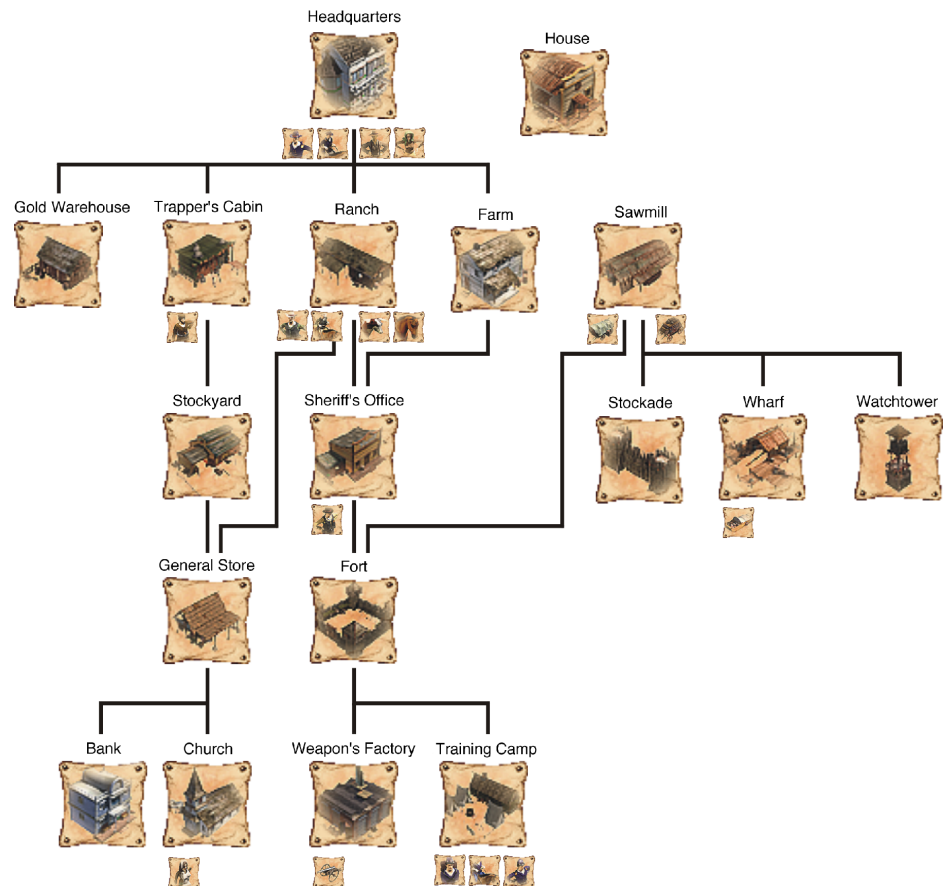 Headquarters
House
Gold Warehouse
Trapper's Cabin
Ranch
Farm
Sawmill
Stockyard
Sheriff's Office
Stockade
Wharf
Watchtower
General Store
Fort
Bank
Church
Weapon's Factory
Training Camp